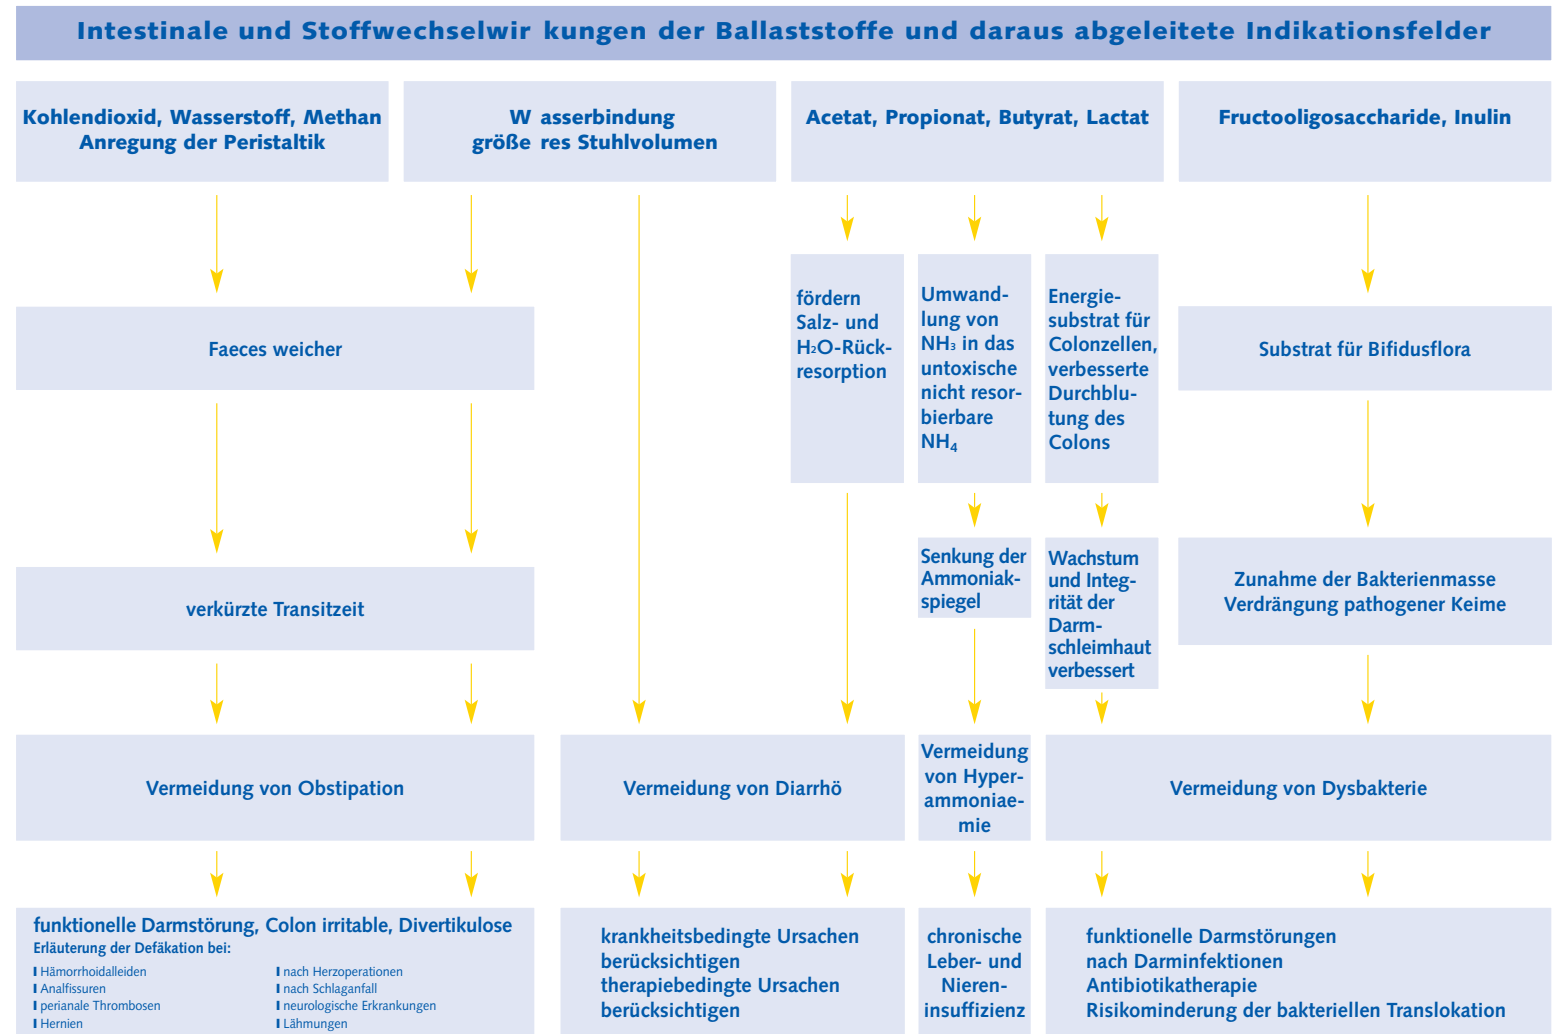 Intestinale und Stoffwechselwir kungen der Ballaststoffe und daraus abgeleitete Indikationsfelder
Kohlendioxid, Wasserstoff, Methan
Anregung der Peristaltik
W asserbindung
größe res Stuhlvolumen
Acetat, Propionat, Butyrat, Lactat
Fructooligosaccharide, Inulin
Faeces weicher
fördern
Salz- und
H₂O-Rück-
resorption
Umwand-
lung von
NH₃ in das
untoxische
nicht resor-
bierbare
NH₄
Energie-
substrat für
Colonzellen,
verbesserte
Durchblu-
tung des
Colons
Substrat für Bifidusflora
verkürzte Transitzeit
Senkung der
Ammoniak-
spiegel
Wachstum
und Integ-
rität der
Darm-
schleimhaut
verbessert
Zunahme der Bakterienmasse
Verdrängung pathogener Keime
Vermeidung von Obstipation
Vermeidung von Diarrhö
Vermeidung
von Hyper-
ammoniae-
mie
Vermeidung von Dysbakterie
funktionelle Darmstörung, Colon irritable, Divertikulose
Erläuterung der Defäkation bei:
Hämorrhoidalleiden
Analfissuren
perianale Thrombosen
Hernien
nach Herzoperationen
nach Schlaganfall
neurologische Erkrankungen
Lähmungen
krankheitsbedingte Ursachen
berücksichtigen
therapiebedingte Ursachen
berücksichtigen
chronische
Leber- und
Nieren-
insuffizienz
funktionelle Darmstörungen
nach Darminfektionen
Antibiotikatherapie
Risikominderung der bakteriellen Translokation